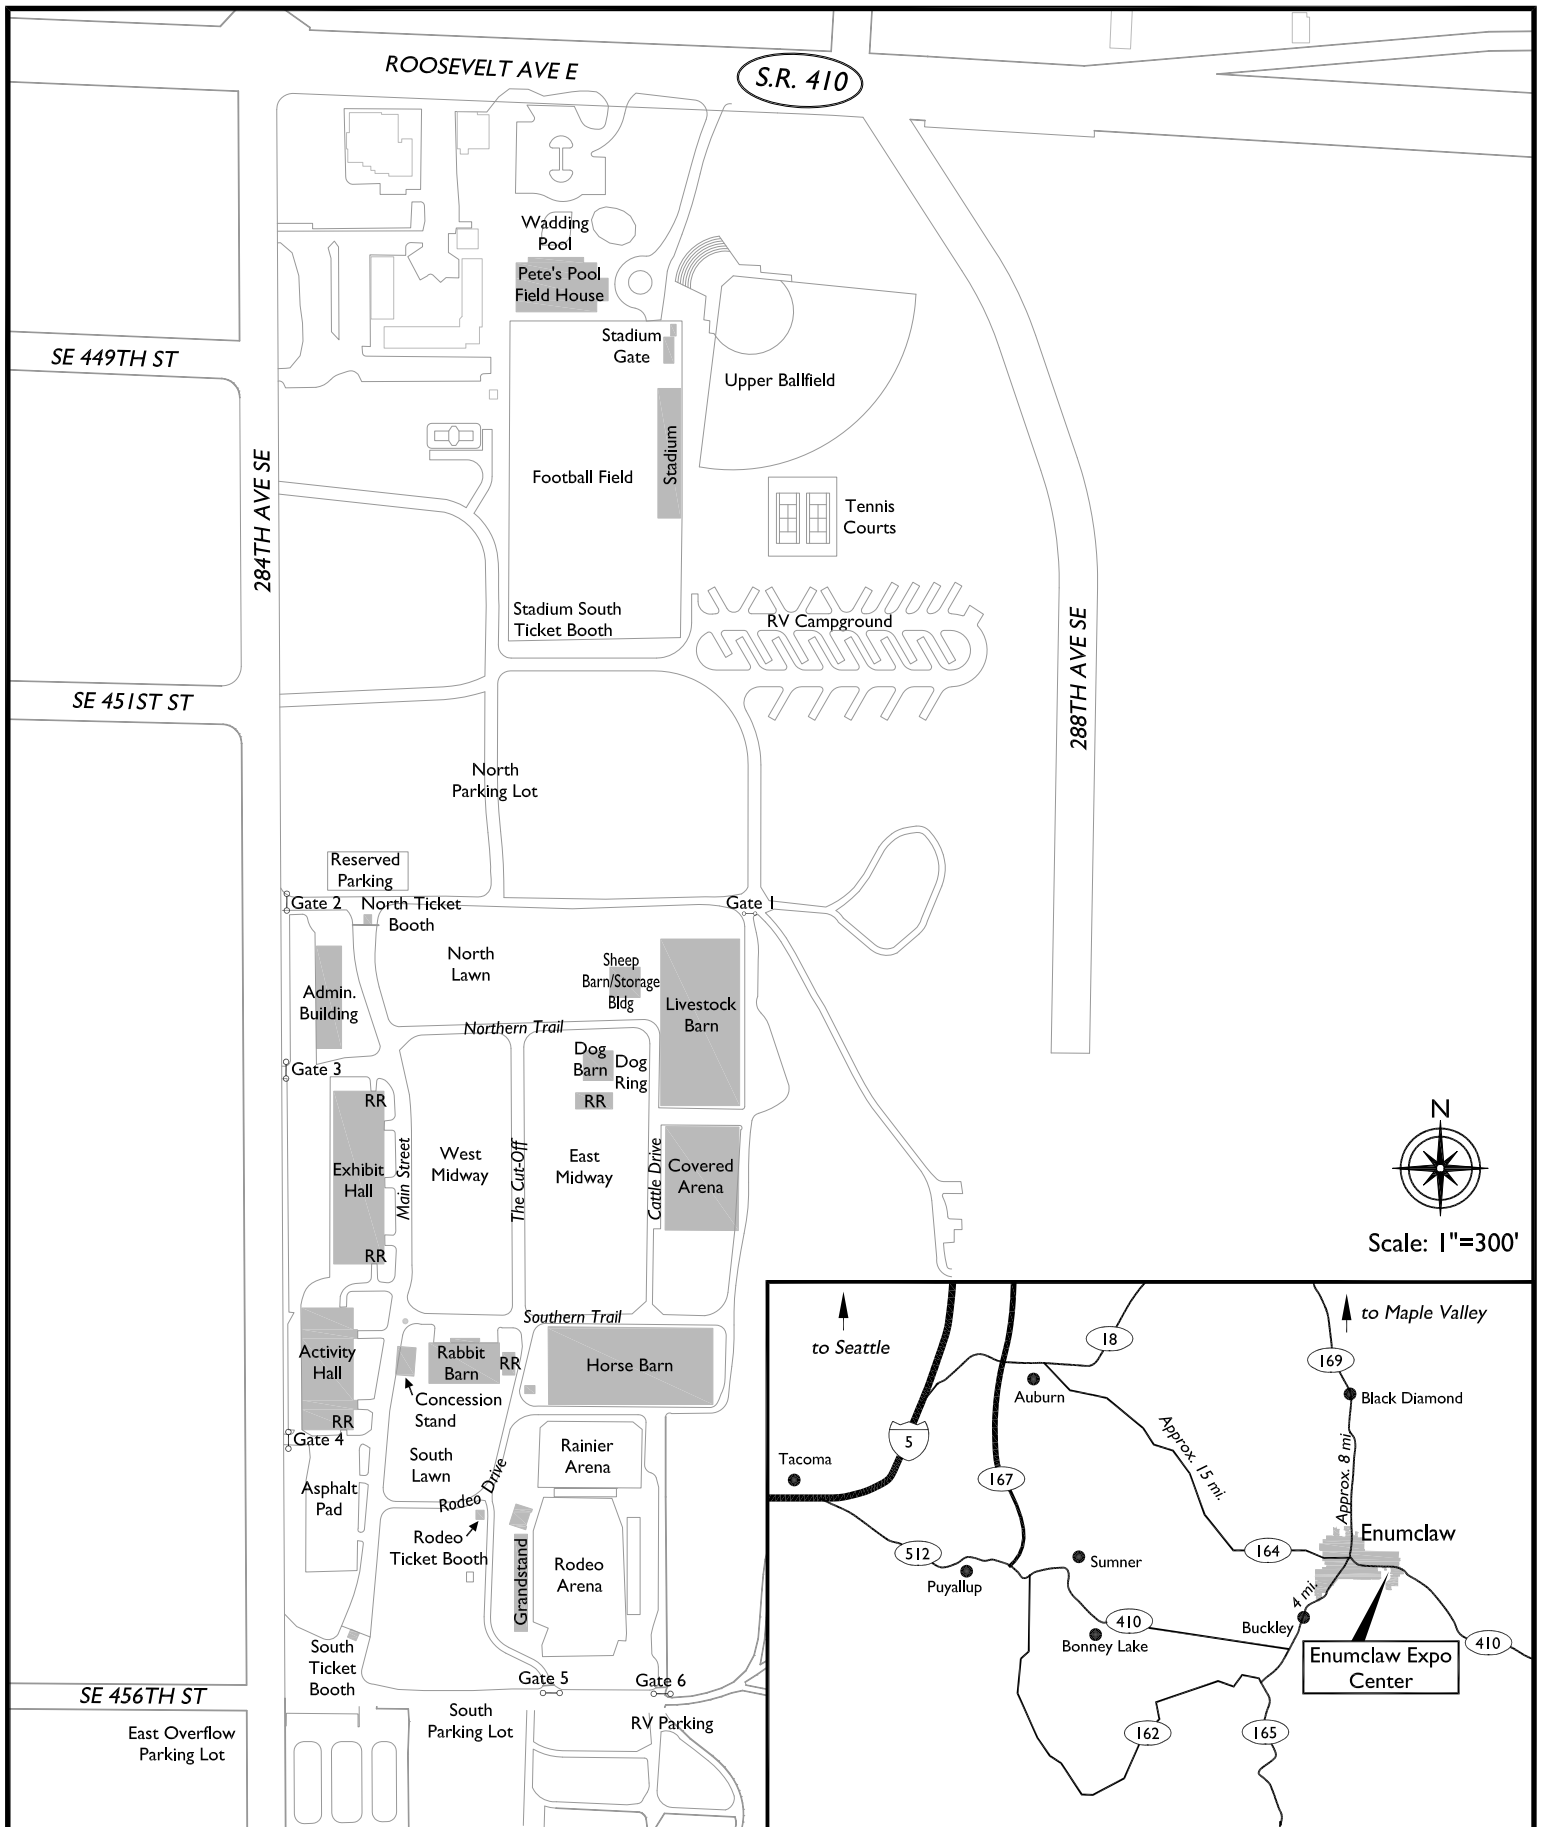 ROOSEVELT AVE E
S.R. 410
Wadding
Pool
Pete's Pool
Field House
Stadium
Gate
SE 449TH ST
Upper Ballfield
284TH AVE SE
Football Field
Stadium
Tennis
Courts
Stadium South
Ticket Booth
RV Campground
288TH AVE SE
SE 451ST ST
North
Parking Lot
Reserved
Parking
Gate 2
North Ticket
Booth
Gate 1
North
Lawn
Sheep
Barn/Storage
Bldg
Admin.
Building
Livestock
Barn
Northern Trail
Dog
Barn
Dog
Ring
Gate 3
RR
RR
Main Street
West
Midway
The Cut-Off
East
Midway
Cattle Drive
Covered
Arena
Exhibit
Hall
RR
N
Scale: 1"=300'
Southern Trail
Activity
Hall
Rabbit
Barn
RR
Horse Barn
Concession
Stand
RR
Gate 4
South
Lawn
Rainier
Arena
Asphalt
Pad
Rodeo Drive
Rodeo
Ticket Booth
Grandstand
Rodeo
Arena
South
Ticket
Booth
Gate 5
Gate 6
SE 456TH ST
South
Parking Lot
RV Parking
East Overflow
Parking Lot
to Seattle
to Maple Valley
18
169
Auburn
Black Diamond
5
Approx. 15 mi.
Approx. 8 mi.
Tacoma
167
Enumclaw
512
164
Sumner
Puyallup
4 mi.
410
Buckley
Bonney Lake
410
Enumclaw Expo
Center
162
165